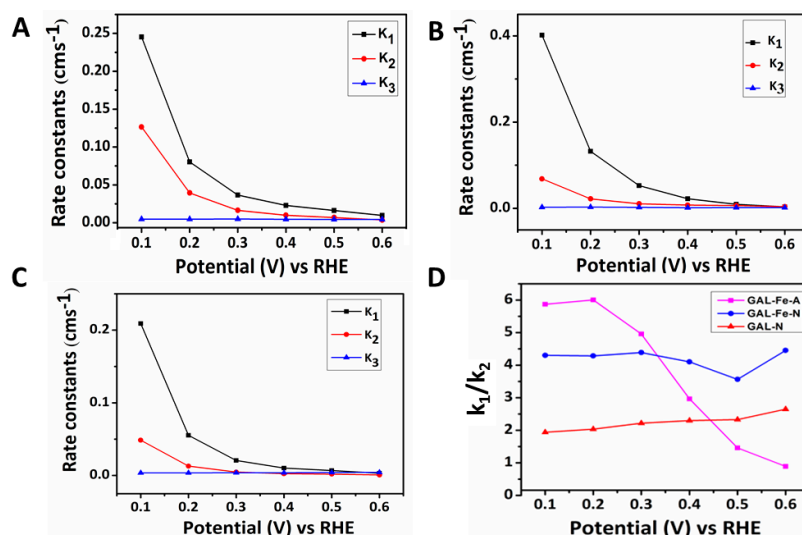 A
Rate constants (cms⁻¹)
0.25
0.20
0.15
0.10
0.05
0.00
K₁
K₂
K₃
0.1 0.2 0.3 0.4 0.5 0.6
Potential (V) vs RHE
B
Rate constants (cms⁻¹)
0.4
0.2
0.0
K₁
K₂
K₃
0.1 0.2 0.3 0.4 0.5 0.6
Potential (V) vs RHE
C
Rate constants (cms⁻¹)
0.2
0.1
0.0
K₁
K₂
K₃
0.1 0.2 0.3 0.4 0.5 0.6
Potential (V) vs RHE
D
k₁/k₂
6
5
4
3
2
1
0
GAL-Fe-A
GAL-Fe-N
GAL-N
0.1 0.2 0.3 0.4 0.5 0.6
Potential (V) vs RHE